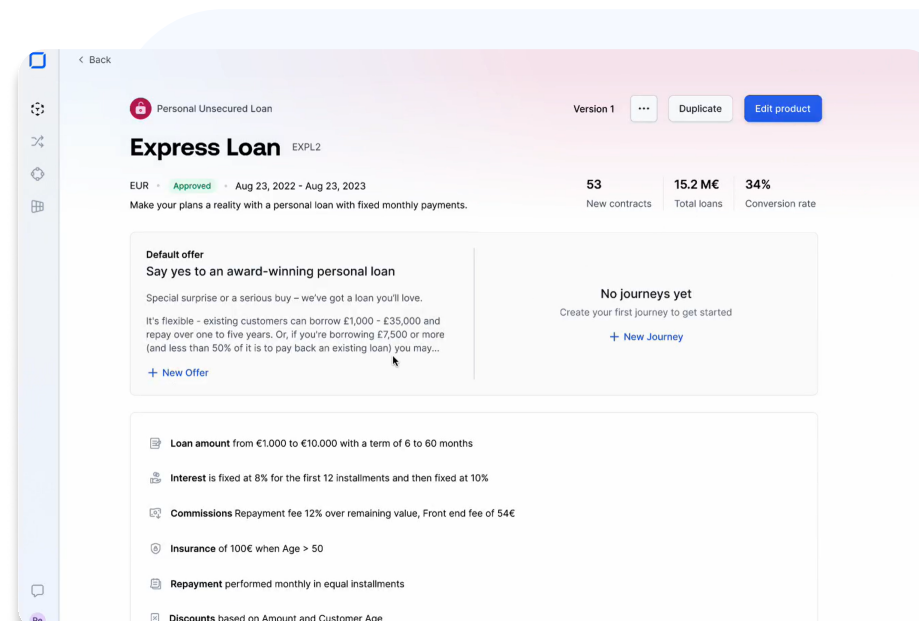 Back
Personal Unsecured Loan
Version 1
Duplicate
Edit product
Express Loan EXPL2
EUR Approved Aug 23, 2022 - Aug 23, 2023
Make your plans a reality with a personal loan with fixed monthly payments.
53
New contracts
15.2 M€
Total loans
34%
Conversion rate
Default offer
Say yes to an award-winning personal loan
Special surprise or a serious buy – we've got a loan you'll love.
It's flexible - existing customers can borrow £1,000 - £35,000 and
repay over one to five years. Or, if you're borrowing £7,500 or more
(and less than 50% of it is to pay back an existing loan) you may...
+ New Offer
No journeys yet
Create your first journey to get started
+ New Journey
Loan amount from €1.000 to €10.000 with a term of 6 to 60 months
Interest is fixed at 8% for the first 12 installments and then fixed at 10%
Commissions Repayment fee 12% over remaining value, Front end fee of 54€
Insurance of 100€ when Age > 50
Repayment performed monthly in equal installments
Discounts based on Amount and Customer Age